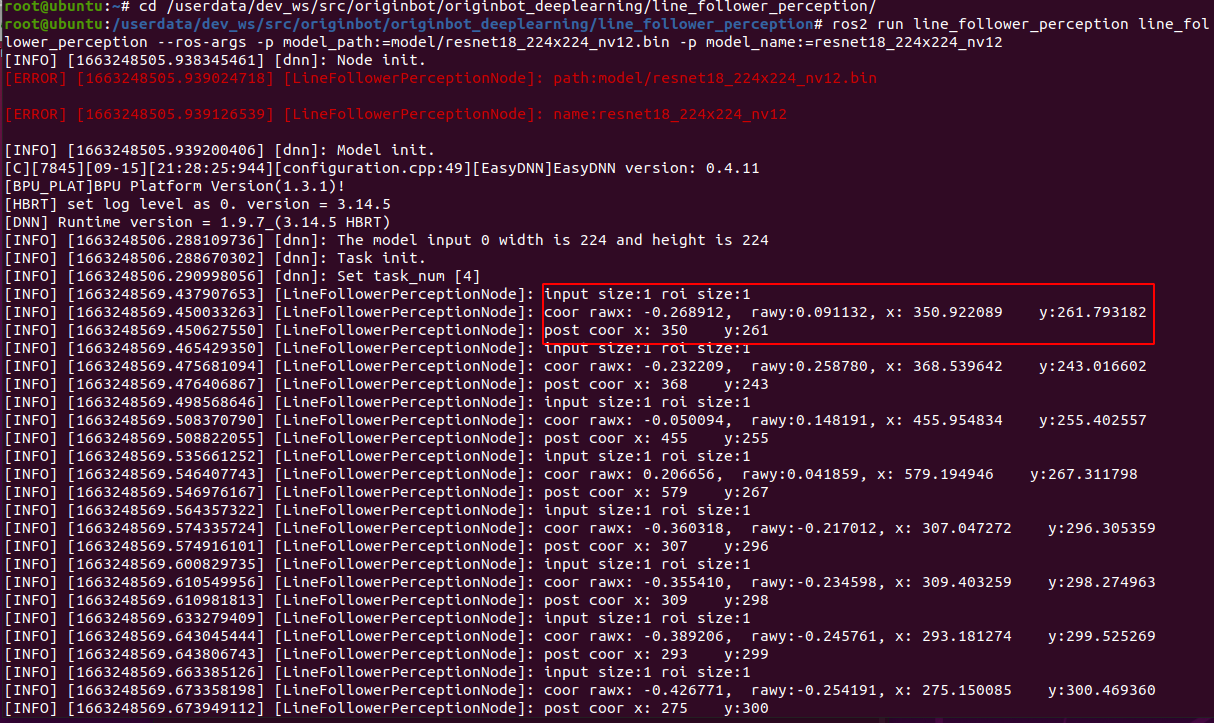 root@ubuntu:~# cd /userdata/dev_ws/src/originbot/originbot_deeplearning/line_follower_perception/
root@ubuntu:/userdata/dev_ws/src/originbot/originbot_deeplearning/line_follower_perception# ros2 run line_follower_perception line_fol
lower_perception --ros-args -p model_path:=model/resnet18_224x224_nv12.bin -p model_name:=resnet18_224x224_nv12
[INFO] [1663248505.938345461] [dnn]: Node init.
[ERROR] [1663248505.939024718] [LineFollowerPerceptionNode]: path:model/resnet18_224x224_nv12.bin
[ERROR] [1663248505.939126539] [LineFollowerPerceptionNode]: name:resnet18_224x224_nv12
[INFO] [1663248505.939200406] [dnn]: Model init.
[C][7845][09-15][21:28:25:944][configuration.cpp:49][EasyDNN]EasyDNN version: 0.4.11
[BPU_PLAT]BPU Platform Version(1.3.1)!
[HBRT] set log level as 0. version = 3.14.5
[DNN] Runtime version = 1.9.7_(3.14.5 HBRT)
[INFO] [1663248506.288109736] [dnn]: The model input 0 width is 224 and height is 224
[INFO] [1663248506.288670302] [dnn]: Task init.
[INFO] [1663248506.290998056] [dnn]: Set task_num [4]
[INFO] [1663248569.437907653] [LineFollowerPerceptionNode]: input size:1 roi size:1
[INFO] [1663248569.450033263] [LineFollowerPerceptionNode]: coor rawx: -0.268912,  rawy:0.091132, x: 350.922089    y:261.793182
[INFO] [1663248569.450627550] [LineFollowerPerceptionNode]: post coor x: 350    y:261
[INFO] [1663248569.465429350] [LineFollowerPerceptionNode]: input size:1 roi size:1
[INFO] [1663248569.475681094] [LineFollowerPerceptionNode]: coor rawx: -0.232209,  rawy:0.258780, x: 368.539642    y:243.016602
[INFO] [1663248569.476406867] [LineFollowerPerceptionNode]: post coor x: 368    y:243
[INFO] [1663248569.498568646] [LineFollowerPerceptionNode]: input size:1 roi size:1
[INFO] [1663248569.508370790] [LineFollowerPerceptionNode]: coor rawx: -0.050094,  rawy:0.148191, x: 455.954834    y:255.402557
[INFO] [1663248569.508822055] [LineFollowerPerceptionNode]: post coor x: 455    y:255
[INFO] [1663248569.535661252] [LineFollowerPerceptionNode]: input size:1 roi size:1
[INFO] [1663248569.546407743] [LineFollowerPerceptionNode]: coor rawx: 0.206656,  rawy:0.041859, x: 579.194946    y:267.311798
[INFO] [1663248569.546976167] [LineFollowerPerceptionNode]: post coor x: 579    y:267
[INFO] [1663248569.564357322] [LineFollowerPerceptionNode]: input size:1 roi size:1
[INFO] [1663248569.574335724] [LineFollowerPerceptionNode]: coor rawx: -0.360318,  rawy:-0.217012, x: 307.047272    y:296.305359
[INFO] [1663248569.574916101] [LineFollowerPerceptionNode]: post coor x: 307    y:296
[INFO] [1663248569.600829735] [LineFollowerPerceptionNode]: input size:1 roi size:1
[INFO] [1663248569.610549956] [LineFollowerPerceptionNode]: coor rawx: -0.355410,  rawy:-0.234598, x: 309.403259    y:298.274963
[INFO] [1663248569.610981813] [LineFollowerPerceptionNode]: post coor x: 309    y:298
[INFO] [1663248569.633279409] [LineFollowerPerceptionNode]: input size:1 roi size:1
[INFO] [1663248569.643045444] [LineFollowerPerceptionNode]: coor rawx: -0.389206,  rawy:-0.245761, x: 293.181274    y:299.525269
[INFO] [1663248569.643806743] [LineFollowerPerceptionNode]: post coor x: 293    y:299
[INFO] [1663248569.663385126] [LineFollowerPerceptionNode]: input size:1 roi size:1
[INFO] [1663248569.673358198] [LineFollowerPerceptionNode]: coor rawx: -0.426771,  rawy:-0.254191, x: 275.150085    y:300.469360
[INFO] [1663248569.673949112] [LineFollowerPerceptionNode]: post coor x: 275    y:300